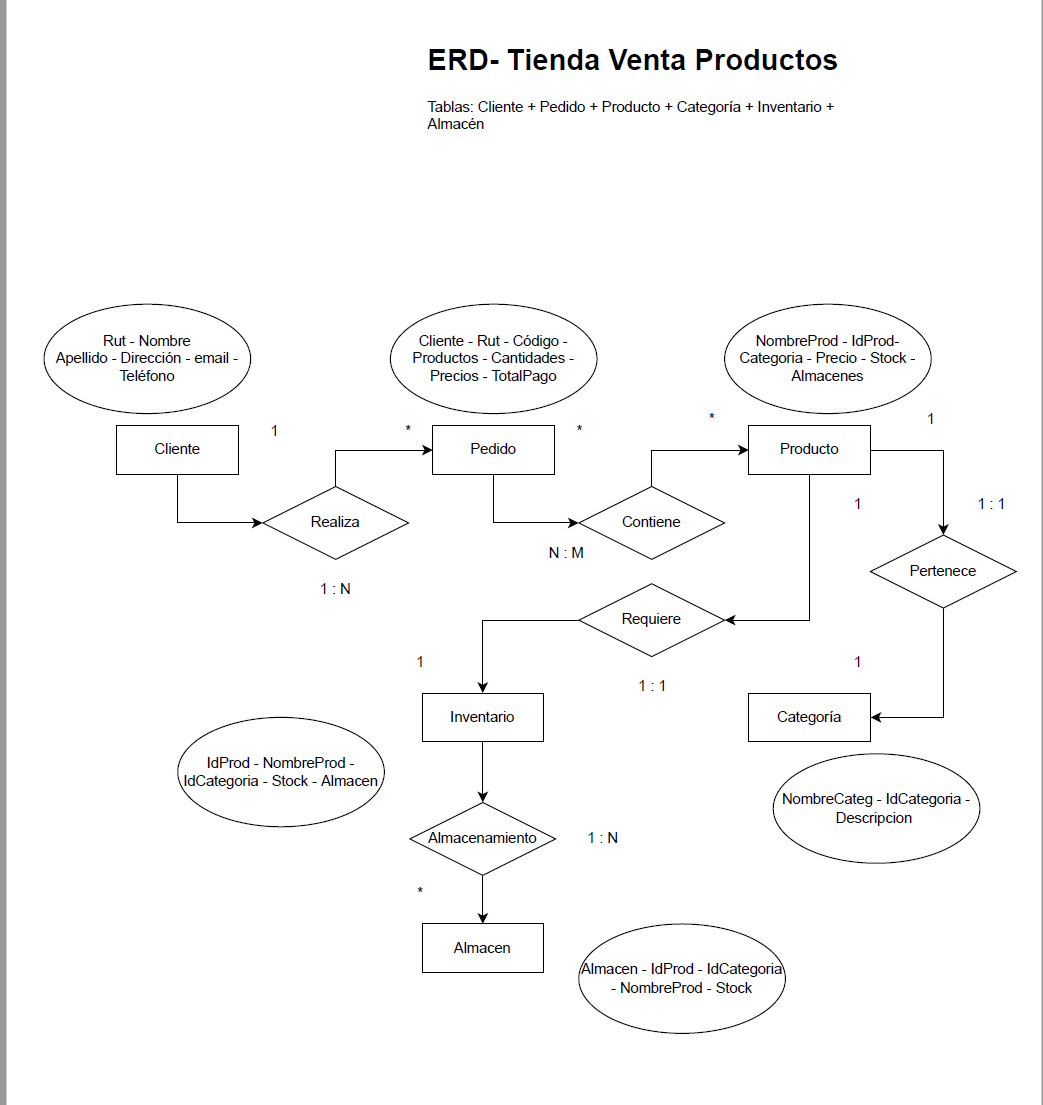 ERD- Tienda Venta Productos
Tablas: Cliente + Pedido + Producto + Categoría + Inventario +
Almacén
Rut - Nombre
Apellido - Dirección - email -
Teléfono
Cliente - Rut - Código -
Productos - Cantidades -
Precios - TotalPago
NombreProd - IdProd-
Categoria - Precio - Stock -
Almacenes
Cliente
1
*
Pedido
*
*
Producto
1
Realiza
1 : N
Contiene
N : M
1
1 : 1
Pertenece
Requiere
1 : 1
1
1
Inventario
Categoría
IdProd - NombreProd -
IdCategoria - Stock - Almacen
NombreCateg - IdCategoria -
Descripcion
Almacenamiento
1 : N
*
Almacen
Almacen - IdProd - IdCategoria
- NombreProd - Stock